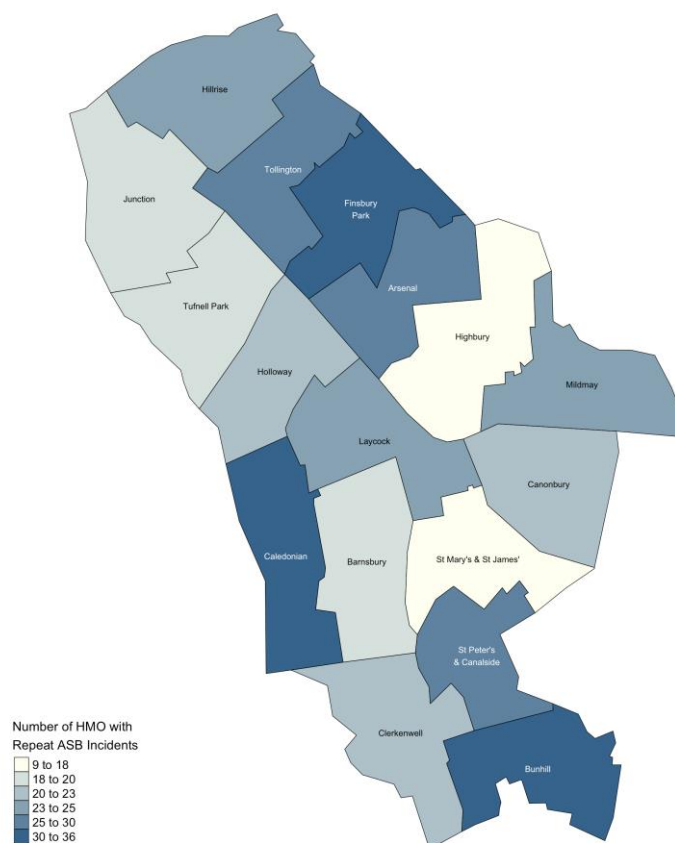 Hillrise
Tollington
Junction
Finsbury
Park
Arsenal
Tufnell Park
Highbury
Holloway
Mildmay
Laycock
Canonbury
Caledonian
Barnsbury
St Mary's & St James'
St Peter's
& Canalside
Clerkenwell
Bunhill
Number of HMO with
Repeat ASB Incidents
9 to 18
18 to 20
20 to 23
23 to 25
25 to 30
30 to 36